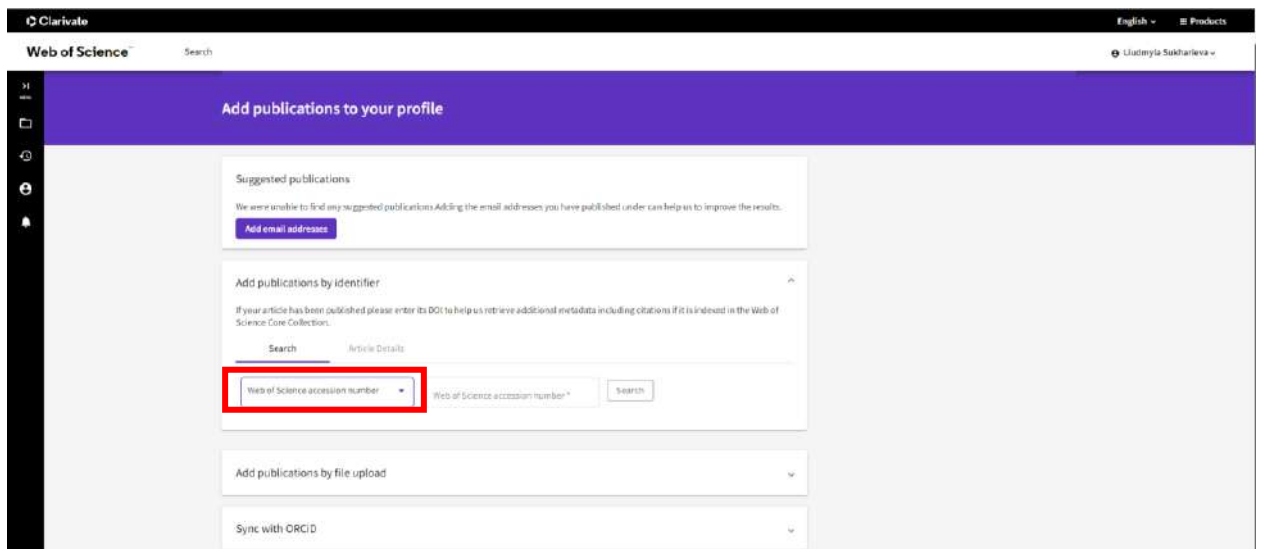 Clarivate
English
Products
Web of Science™
Search
Liudmyla Sukharieva
MENU
Add publications to your profile
Suggested publications
We were unable to find any suggested publications.Adding the email addresses you have published under can help us to improve the results.
Add email addresses
Add publications by identifier
If your article has been published please enter its DOI to help us retrieve additional metadata including citations if it is indexed in the Web of
Science Core Collection.
Search
Article Details
Web of Science accession number
Web of Science accession number *
Search
Add publications by file upload
Sync with ORCiD